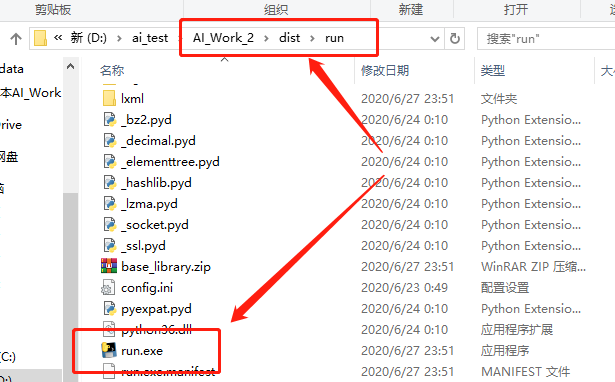 剪贴板 组织 新建 打开
« 新 (D:) › ai_test › AI_Work_2 › dist › run 搜索"run"
data 名称 修改日期 类型 大
本AI_Work lxml 2020/6/27 23:51 文件夹
_bz2.pyd 2020/6/24 0:10 Python Extensio...
rive _decimal.pyd 2020/6/24 0:10 Python Extensio...
网盘 _elementtree.pyd 2020/6/24 0:10 Python Extensio...
_hashlib.pyd 2020/6/24 0:10 Python Extensio...
_lzma.pyd 2020/6/24 0:10 Python Extensio...
_socket.pyd 2020/6/24 0:10 Python Extensio...
_ssl.pyd 2020/6/24 0:10 Python Extensio...
base_library.zip 2020/6/27 23:51 WinRAR ZIP 压缩...
config.ini 2020/6/23 0:49 配置设置
pyexpat.pyd 2020/6/24 0:10 Python Extensio...
python36.dll 2020/6/24 0:10 应用程序扩展
(C:) run.exe 2020/6/27 23:51 应用程序
run.exe.manifest 2020/6/27 23:51 MANIFEST 文件